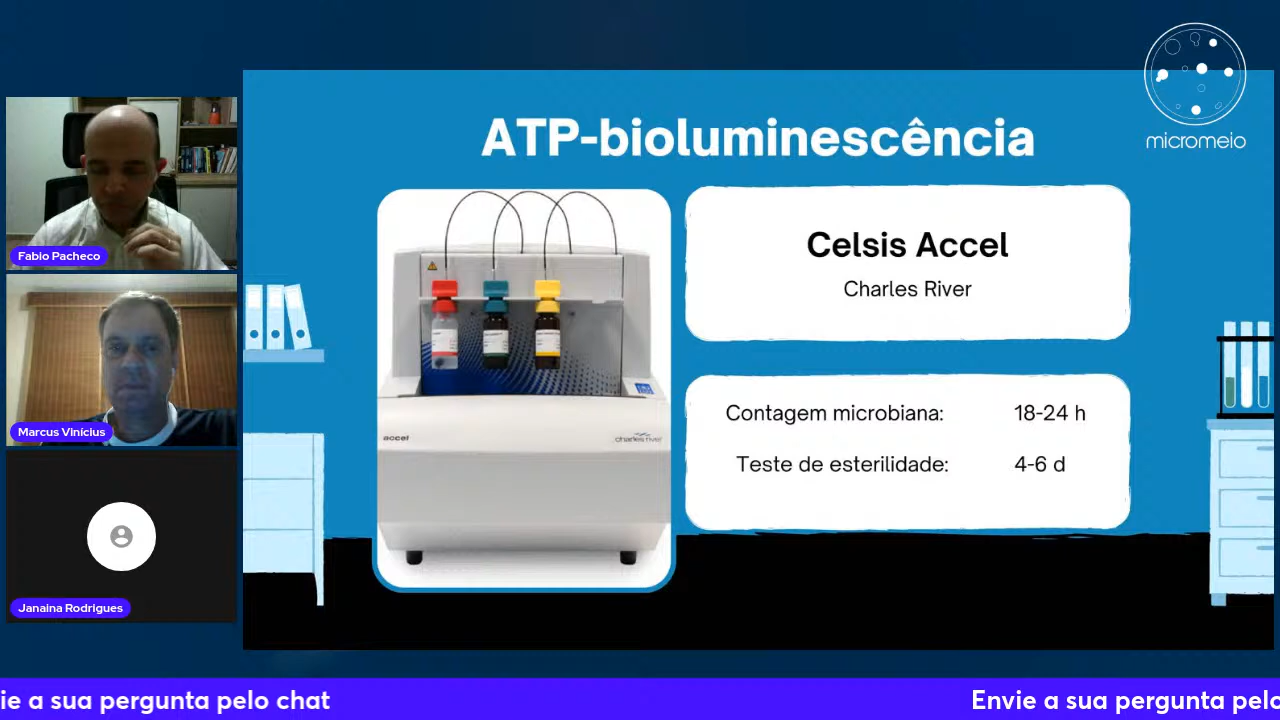 micromeio
ATP-bioluminescência
Celsis Accel
Charles River
Contagem microbiana: 18-24 h
Teste de esterilidade: 4-6 d
accel
charles river
Fabio Pacheco
Marcus Vinícius
Janaina Rodrigues
ie a sua pergunta pelo chat
Envie a sua pergunta pelo